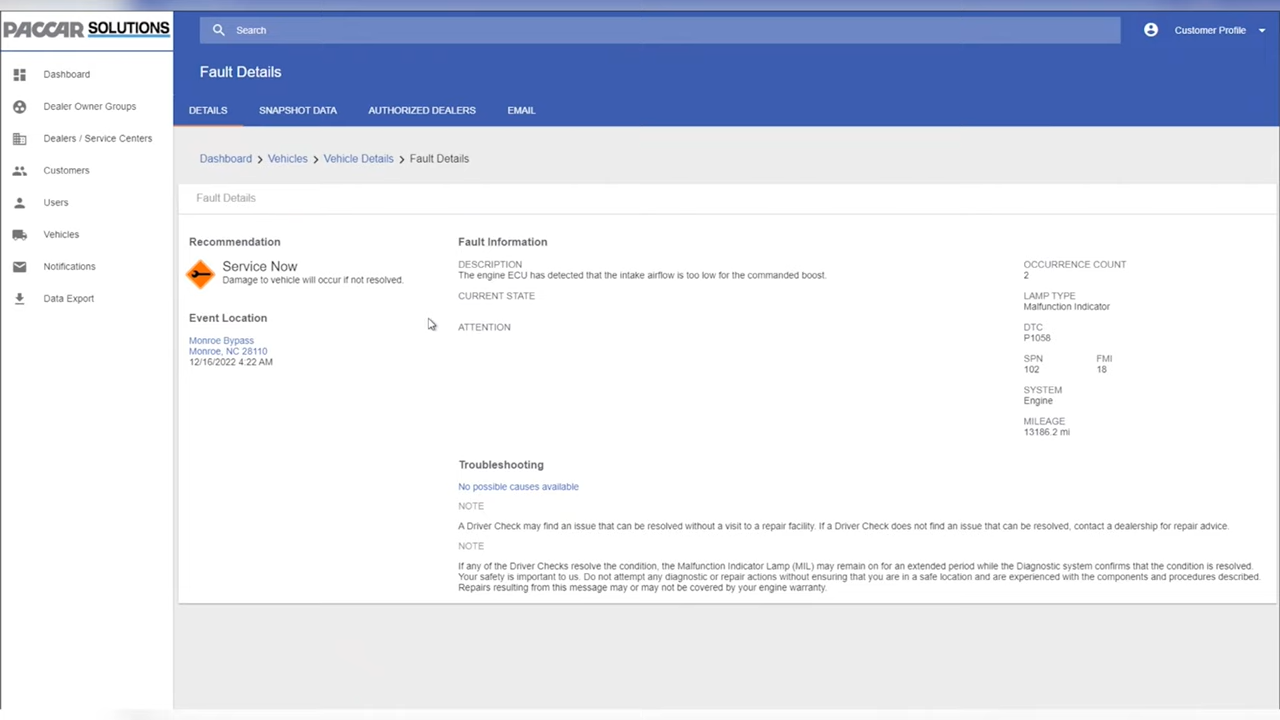 PACCAR SOLUTIONS
Search
Customer Profile
Dashboard
Dealer Owner Groups
Dealers / Service Centers
Customers
Users
Vehicles
Notifications
Data Export
Fault Details
DETAILS
SNAPSHOT DATA
AUTHORIZED DEALERS
EMAIL
Dashboard > Vehicles > Vehicle Details > Fault Details
Fault Details
Recommendation
Service Now
Damage to vehicle will occur if not resolved.
Event Location
Monroe Bypass
Monroe, NC 28110
12/16/2022 4:22 AM
Fault Information
DESCRIPTION
The engine ECU has detected that the intake airflow is too low for the commanded boost.
CURRENT STATE
ATTENTION
OCCURRENCE COUNT
2
LAMP TYPE
Malfunction Indicator
DTC
P1058
SPN FMI
102 18
SYSTEM
Engine
MILEAGE
13186.2 mi
Troubleshooting
No possible causes available
NOTE
A Driver Check may find an issue that can be resolved without a visit to a repair facility. If a Driver Check does not find an issue that can be resolved, contact a dealership for repair advice.
NOTE
If any of the Driver Checks resolve the condition, the Malfunction Indicator Lamp (MIL) may remain on for an extended period while the Diagnostic system confirms that the condition is resolved.
Your safety is important to us. Do not attempt any diagnostic or repair actions without ensuring that you are in a safe location and are experienced with the components and procedures described.
Repairs resulting from this message may or may not be covered by your engine warranty.